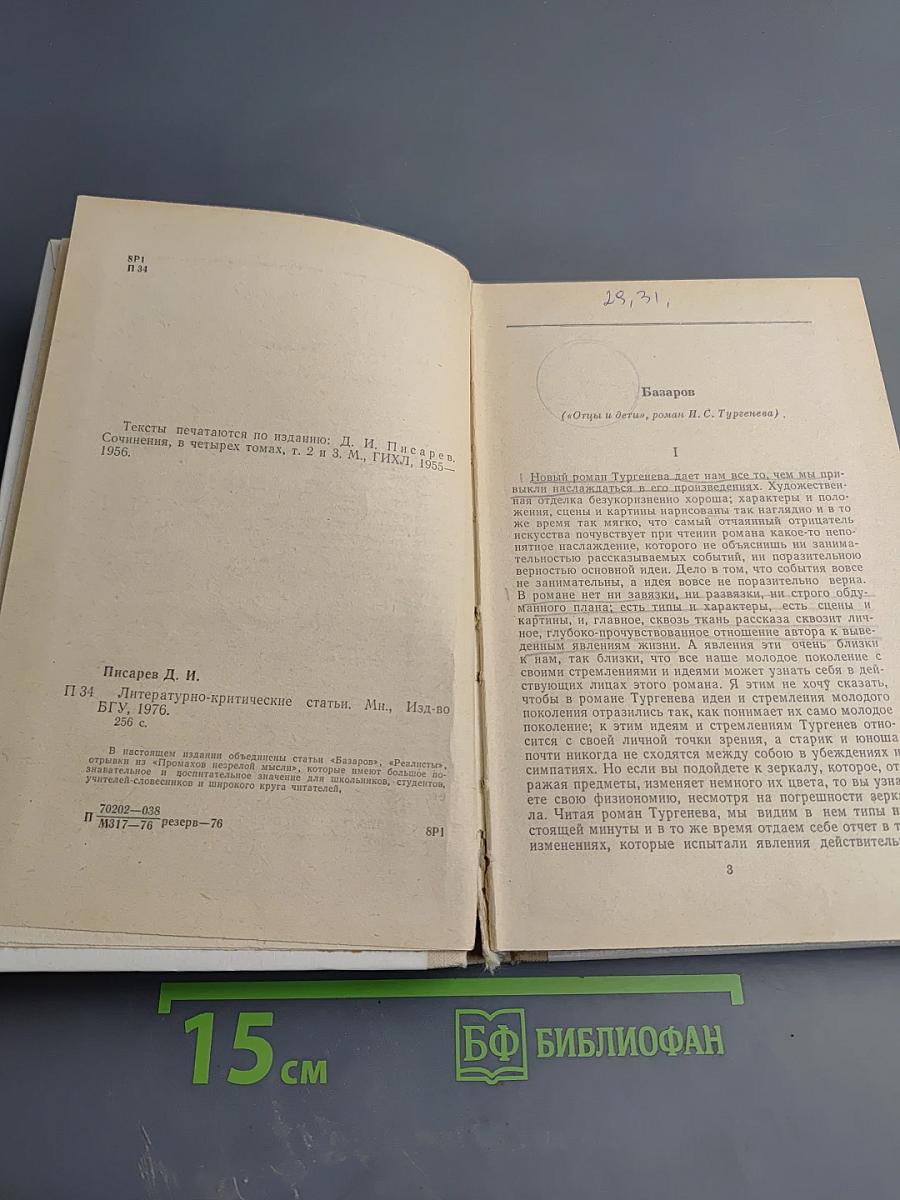 8Р1
П 34
Тексты печатаются по изданию: Д. И. Писарев.
Сочинения, в четырех томах, т. 2 и 3. М., ГИХЛ, 1955—
1956.
Писарев Д. И.
П 34 Литературно-критические статьи. Мн., Изд-во
БГУ, 1976.
256 с.
В настоящем издании объединены статьи «Базаров», «Реалисты»,
отрывки из «Промахов незрелой мысли», которые имеют большое по-
знавательное и воспитательное значение для школьников, студентов,
учителей-словесников и широкого круга читателей.
П 70202—038
М317—76 резерв—76
8Р1
29, 31,
Базаров
(«Отцы и дети», роман И. С. Тургенева)
I
Новый роман Тургенева дает нам все то, чем мы при-
выкли наслаждаться в его произведениях. Художествен-
ная отделка безукоризненно хороша; характеры и поло-
жения, сцены и картины нарисованы так наглядно и в то
же время так мягко, что самый отчаянный отрицатель
искусства почувствует при чтении романа какое-то непо-
нятное наслаждение, которого не объяснишь ни занима-
тельностью рассказываемых событий, ни поразительною
верностью основной идеи. Дело в том, что события вовсе
не занимательны, а идея вовсе не поразительно верна.
В романе нет ни завязки, ни развязки, ни строго обду-
манного плана; есть типы и характеры, есть сцены и
картины, и, главное, сквозь ткань рассказа сквозит лич-
ное, глубоко-прочувствованное отношение автора к выве-
денным явлениям жизни. А явления эти очень близки
к нам, так близки, что все наше молодое поколение с
своими стремлениями и идеями может узнать себя в дей-
ствующих лицах этого романа. Я этим не хочу сказать,
чтобы в романе Тургенева идеи и стремления молодого
поколения отразились так, как понимает их само молодое
поколение; к этим идеям и стремлениям Тургенев отно-
сится с своей личной точки зрения, а старик и юноша
почти никогда не сходятся между собою в убеждениях и
симпатиях. Но если вы подойдете к зеркалу, которое, от
ражая предметы, изменяет немного их цвета, то вы узна
ете свою физиономию, несмотря на погрешности зерк
ла. Читая роман Тургенева, мы видим в нем типы н
стоящей минуты и в то же время отдаем себе отчет в т
изменениях, которые испытали явления действитель
3
15 см
БФ БИБЛИОФАН